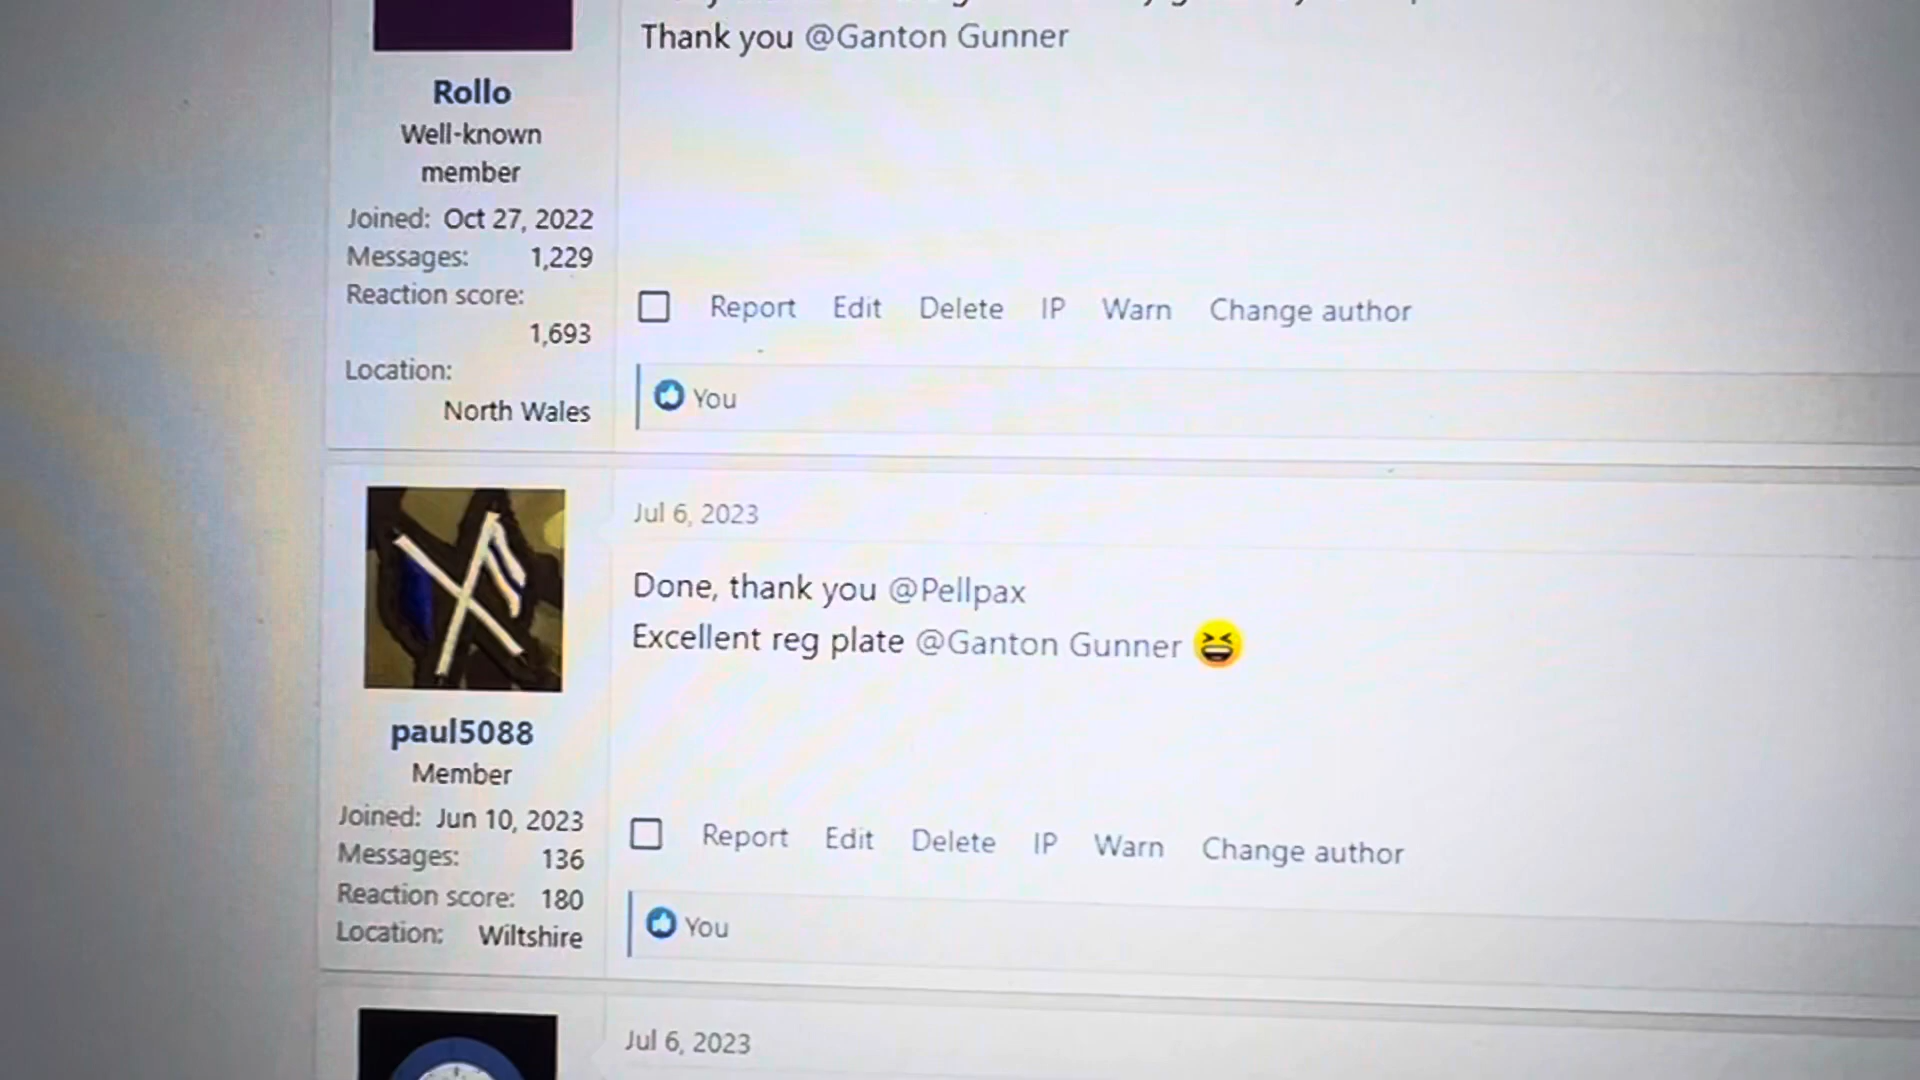 Thank you @Ganton Gunner
Rollo
Well-known
member
Joined: Oct 27, 2022
Messages: 1,229
Reaction score:
1,693
Location:
North Wales
Report Edit Delete IP Warn Change author
You
Jul 6, 2023
Done, thank you @Pellpax
Excellent reg plate @Ganton Gunner
paul5088
Member
Joined: Jun 10, 2023
Messages: 136
Reaction score: 180
Location: Wiltshire
Report Edit Delete IP Warn Change author
You
Jul 6, 2023